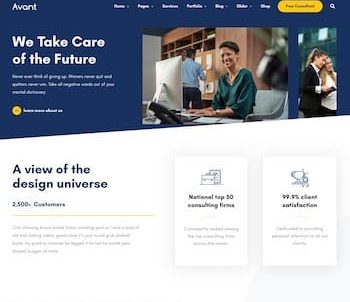 Avant
Home Pages Services Portfolio Blog Slider Shop Free Consultant
We Take Care
of the Future
Never ever think of giving up. Winners never quit and
quitters never win. Take all negative words out of your
mental dictionary
learn more about us
A view of the
design universe
2,500+ Customers
National top 50
consulting firms
Consistently ranked among
the top consulting firms
across the nation
99.9% client
satisfaction
Dedicated to providing
personal attention to all our
clients.